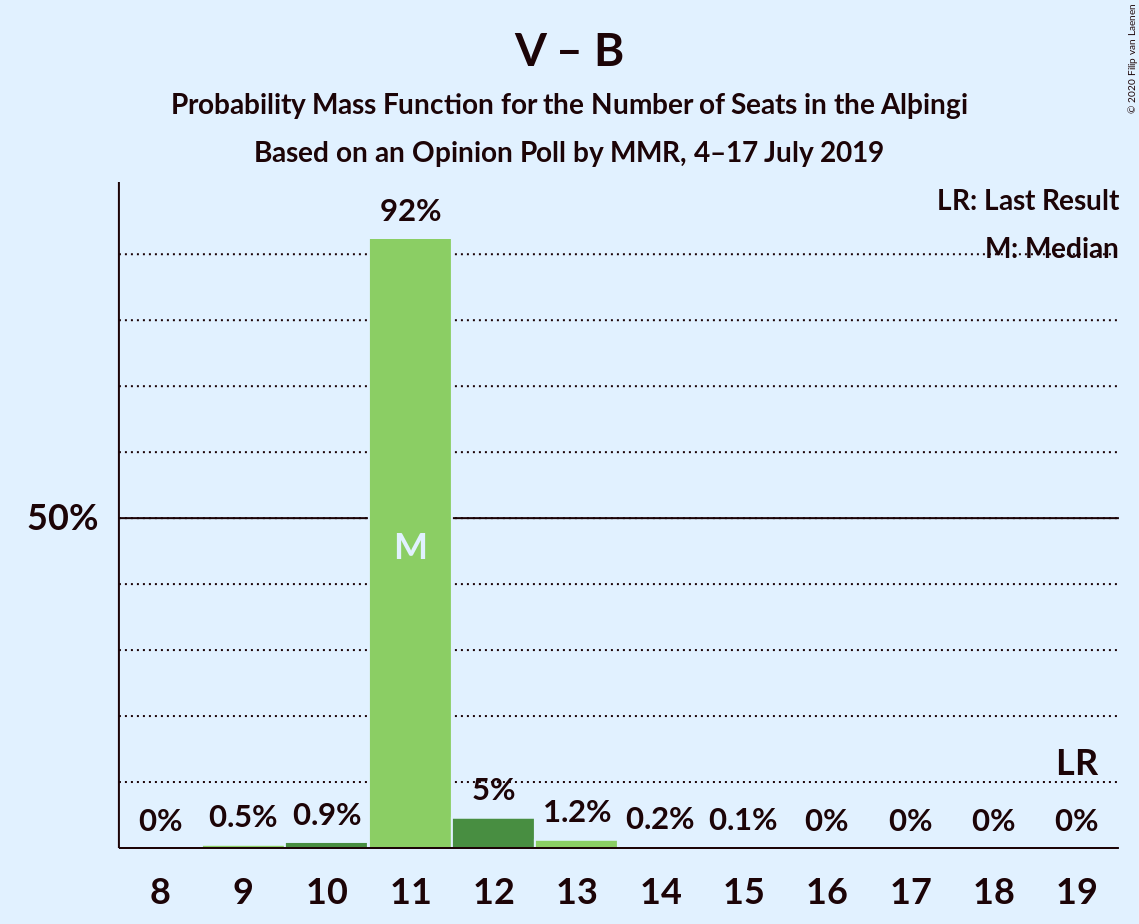 V – B
Probability Mass Function for the Number of Seats in the Alþingi
Based on an Opinion Poll by MMR, 4–17 July 2019
© 2020 Filip van Laenen
LR: Last Result
M: Median
92%
50%
M
LR
0%
0.5%
0.9%
5%
1.2%
0.2%
0.1%
0%
0%
0%
0%
8 9 10 11 12 13 14 15 16 17 18 19